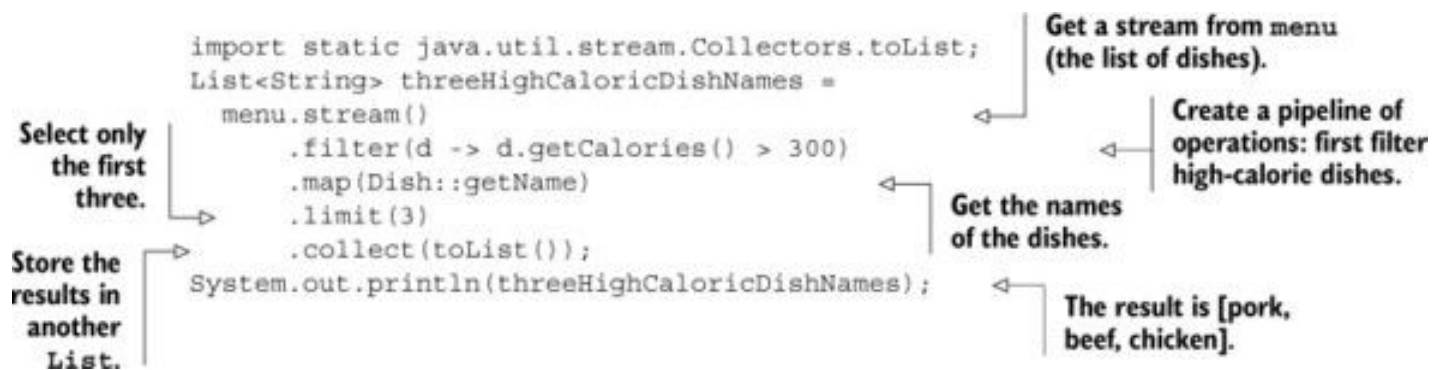 import static java.util.stream.Collectors.toList;
List<String> threeHighCaloricDishNames =
menu.stream()
.filter(d -> d.getCalories() > 300)
.map(Dish::getName)
.limit(3)
.collect(toList());
System.out.println(threeHighCaloricDishNames);
Get a stream from menu
(the list of dishes).
Create a pipeline of
operations: first filter
high-calorie dishes.
Get the names
of the dishes.
Select only
the first
three.
Store the
results in
another
List.
The result is [pork,
beef, chicken].